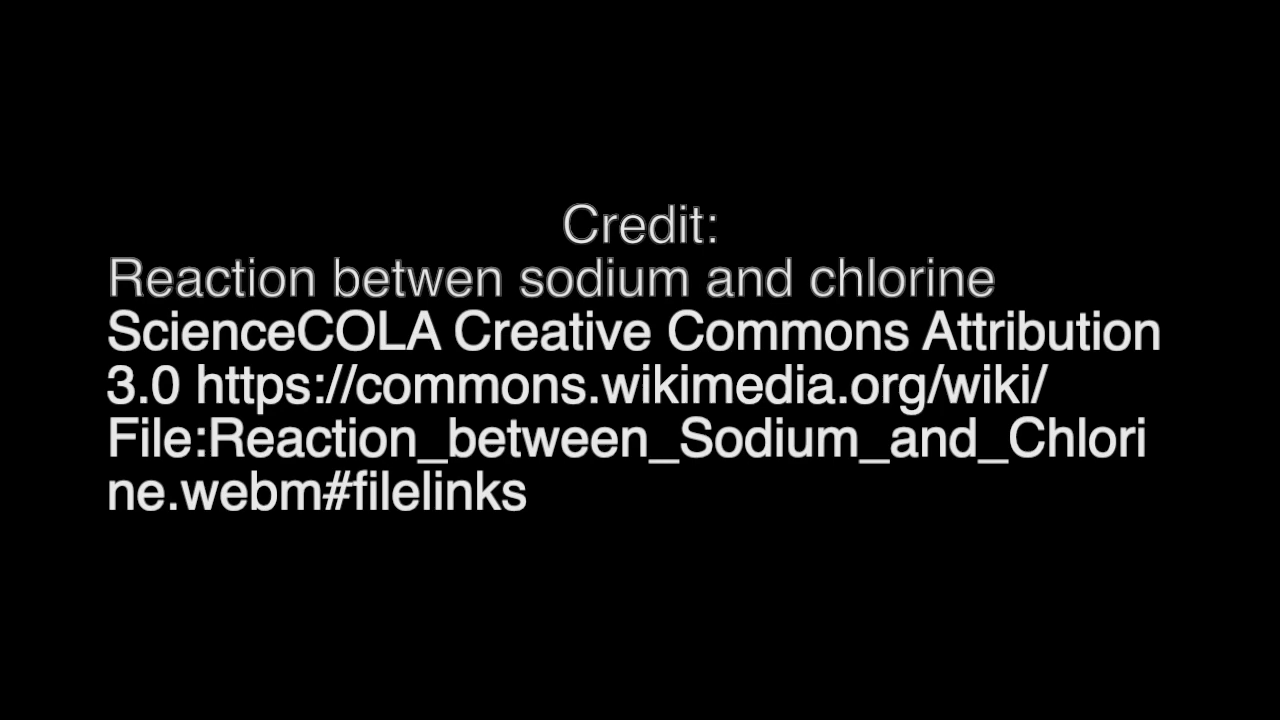 Credit:
Reaction betwen sodium and chlorine
ScienceCOLA Creative Commons Attribution
3.0 https://commons.wikimedia.org/wiki/
File:Reaction_between_Sodium_and_Chlori
ne.webm#filelinks